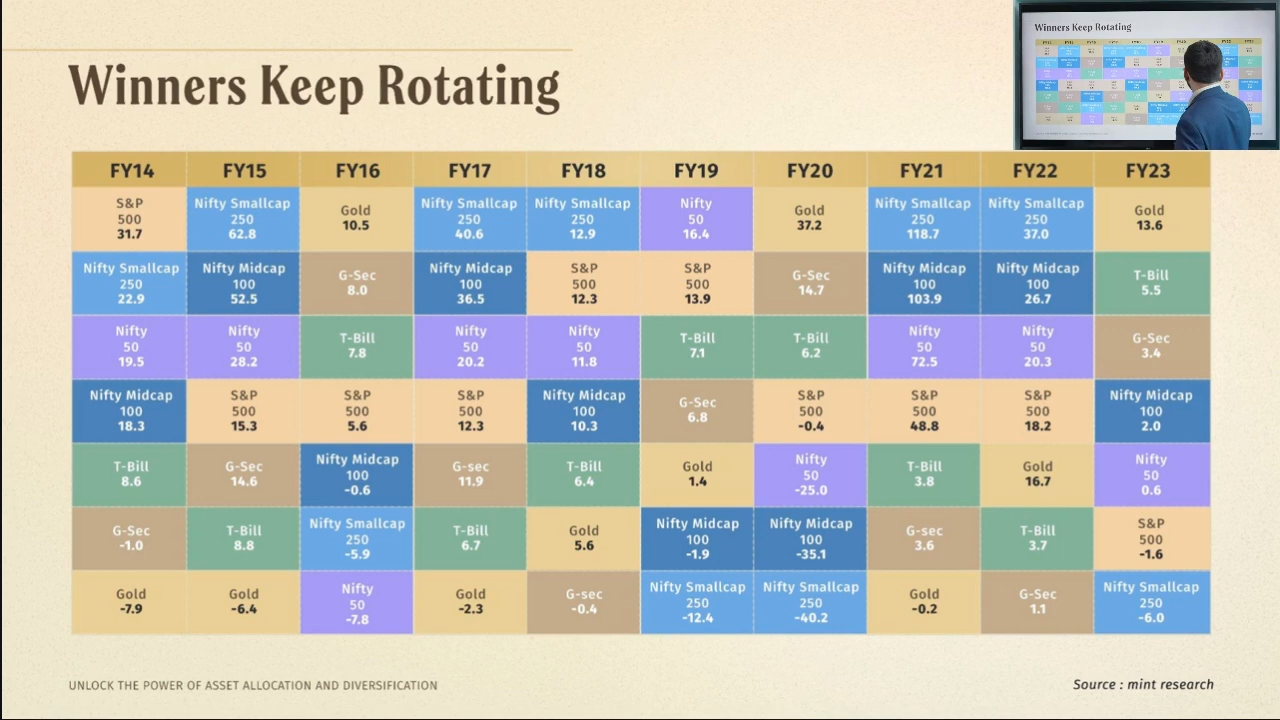 Winners Keep Rotating
Winners Keep Rotating
FY14 FY15 FY16 FY17 FY18 FY19 FY20 FY21 FY22 FY23
S&P
500
31.7
Nifty Smallcap
250
62.8
Gold
10.5
Nifty Smallcap
250
40.6
Nifty Smallcap
250
12.9
Nifty
50
16.4
Gold
37.2
Nifty Smallcap
250
118.7
Nifty Smallcap
250
37.0
Gold
13.6
Nifty Smallcap
250
22.9
Nifty Midcap
100
52.5
G-Sec
8.0
Nifty Midcap
100
36.5
S&P
500
12.3
S&P
500
13.9
G-Sec
14.7
Nifty Midcap
100
103.9
Nifty Midcap
100
26.7
T-Bill
5.5
Nifty
50
19.5
Nifty
50
28.2
T-Bill
7.8
Nifty
50
20.2
Nifty
50
11.8
T-Bill
7.1
T-Bill
6.2
Nifty
50
72.5
Nifty
50
20.3
G-Sec
3.4
Nifty Midcap
100
18.3
S&P
500
15.3
S&P
500
5.6
S&P
500
12.3
Nifty Midcap
100
10.3
G-Sec
6.8
S&P
500
-0.4
S&P
500
48.8
S&P
500
18.2
Nifty Midcap
100
2.0
T-Bill
8.6
G-Sec
14.6
Nifty Midcap
100
-0.6
G-sec
11.9
T-Bill
6.4
Gold
1.4
Nifty
50
-25.0
T-Bill
3.8
Gold
16.7
Nifty
50
0.6
G-Sec
-1.0
T-Bill
8.8
Nifty Smallcap
250
-5.9
T-Bill
6.7
Gold
5.6
Nifty Midcap
100
-1.9
Nifty Midcap
100
-35.1
G-sec
3.6
T-Bill
3.7
S&P
500
-1.6
Gold
-7.9
Gold
-6.4
Nifty
50
-7.8
Gold
-2.3
G-sec
-0.4
Nifty Smallcap
250
-12.4
Nifty Smallcap
250
-40.2
Gold
-0.2
G-Sec
1.1
Nifty Smallcap
250
-6.0
UNLOCK THE POWER OF ASSET ALLOCATION AND DIVERSIFICATION
Source : mint research